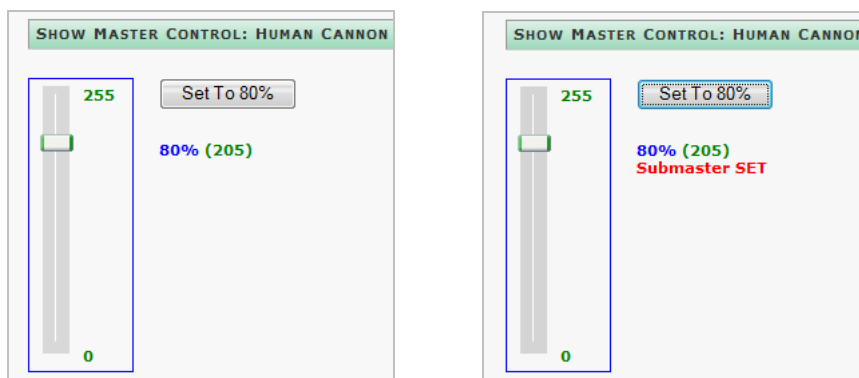 SHOW MASTER CONTROL: HUMAN CANNON
255
Set To 80%
80% (205)
0
SHOW MASTER CONTROL: HUMAN CANNON
255
Set To 80%
80% (205)
Submaster SET
0